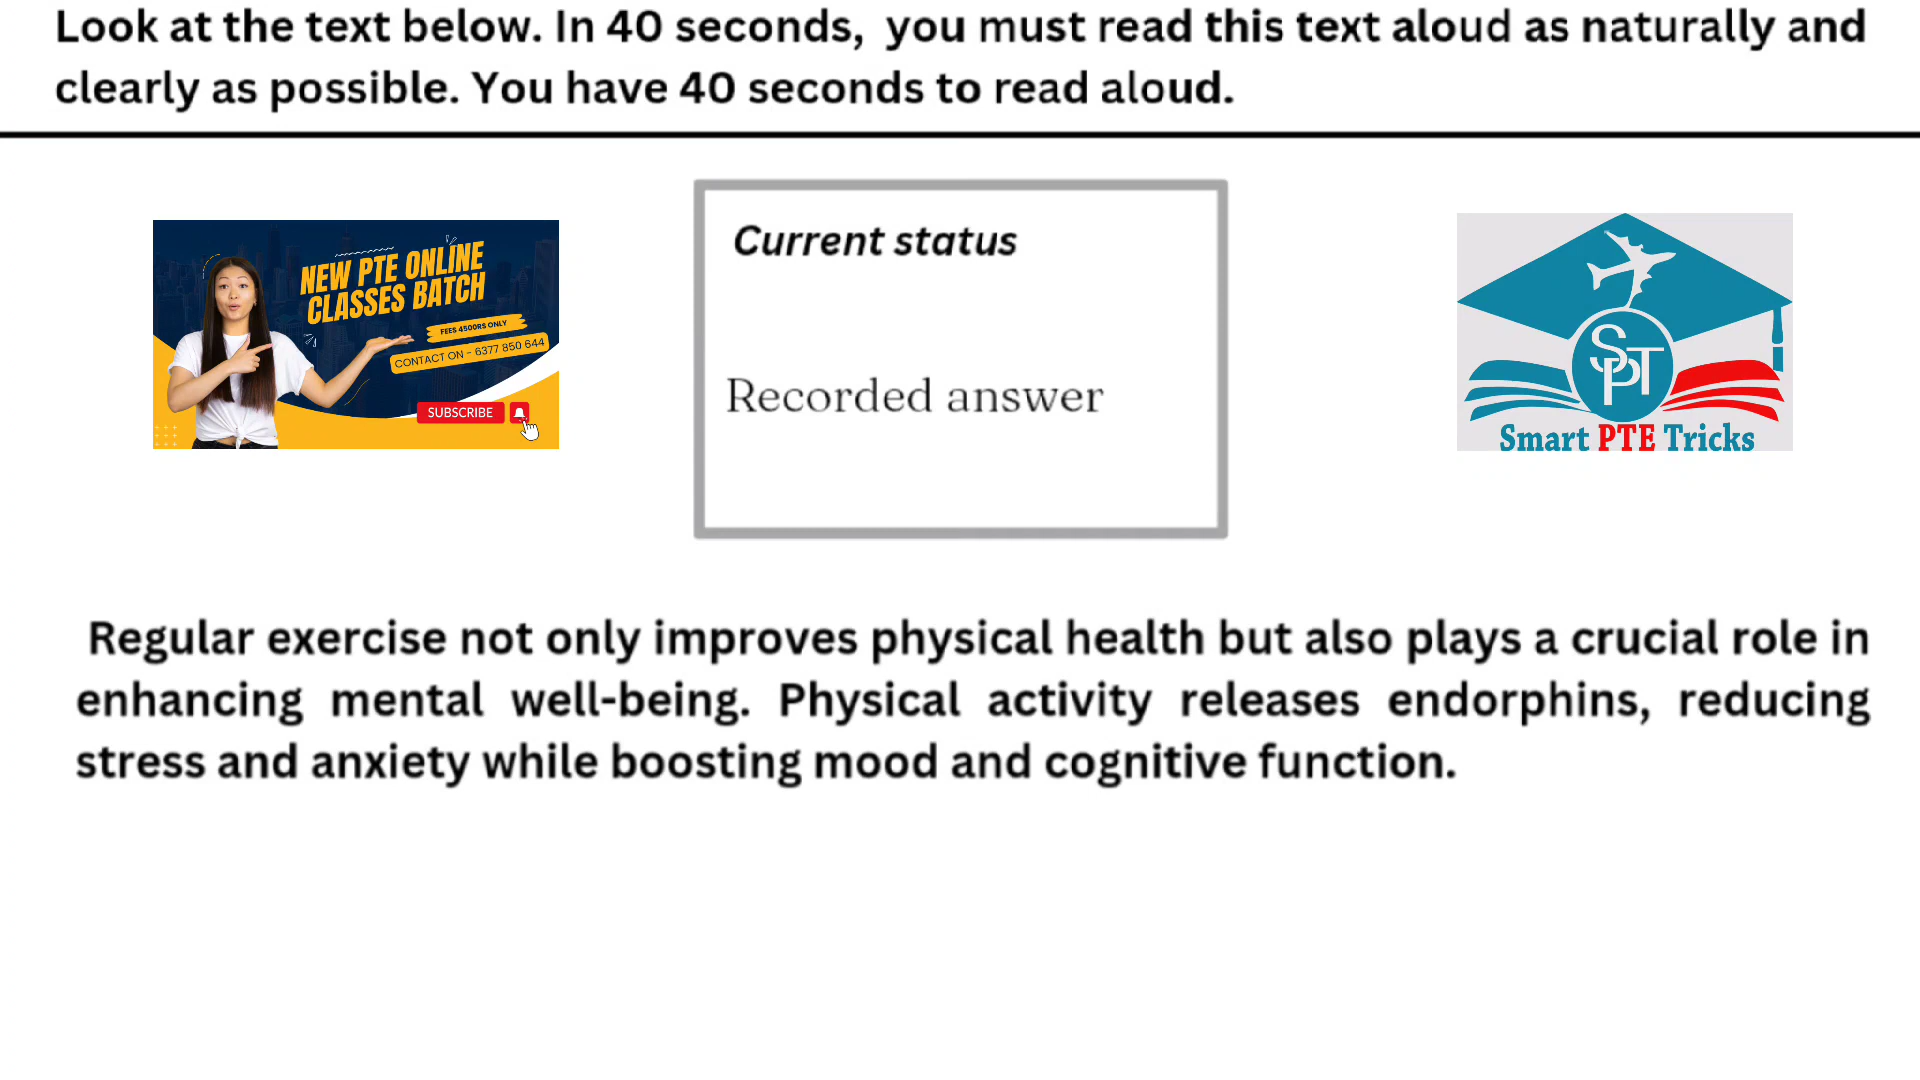 Look at the text below. In 40 seconds, you must read this text aloud as naturally and
clearly as possible. You have 40 seconds to read aloud.
NEW PTE ONLINE
CLASSES BATCH
FEES 4500RS ONLY
CONTACT ON - 6377 850 644
SUBSCRIBE
Current status
Recorded answer
SPT
Smart PTE Tricks
Regular exercise not only improves physical health but also plays a crucial role in
enhancing mental well-being. Physical activity releases endorphins, reducing
stress and anxiety while boosting mood and cognitive function.